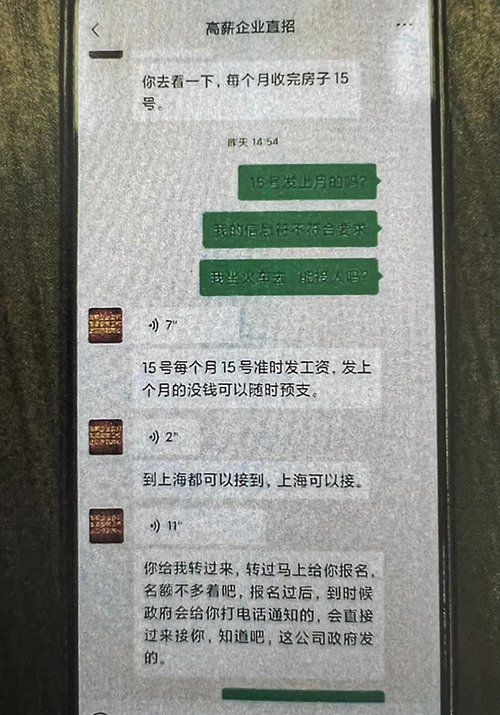 高薪企业直招
你去看一下，每个月收完房子15
号。
昨天 14:54
15号发上月的吗？
我的信息符不符合要求
我坐火车去 能接人吗？
7"
15号每个月15号准时发工资，发上
个月的没钱可以随时预支。
2"
到上海都可以接到，上海可以接。
11"
你给我转过来，转过马上给你报名，
名额不多着吧，报名过后，到时候
政府会给你打电话通知的，会直接
过来接你，知道吧，这公司政府发
的。